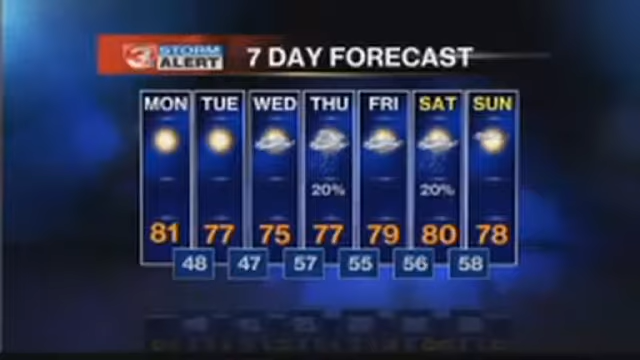 3 STORM ALERT 7 DAY FORECAST
MON TUE WED THU FRI SAT SUN
20% 20%
81 77 75 77 79 80 78
48 47 57 55 56 58